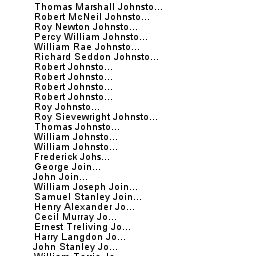 Thomas Marshall Johnsto...
Robert McNeil Johnsto...
Roy Newton Johnsto...
Percy William Johnsto...
William Rae Johnsto...
Richard Seddon Johnsto...
Robert Johnsto...
Robert Johnsto...
Robert Johnsto...
Robert Johnsto...
Roy Johnsto...
Roy Sievewright Johnsto...
Thomas Johnsto...
William Johnsto...
William Johnsto...
Frederick Johs...
George Join...
John Join...
William Joseph Join...
Samuel Stanley Join...
Henry Alexander Jo...
Cecil Murray Jo...
Ernest Treliving Jo...
Harry Langdon Jo...
John Stanley Jo...